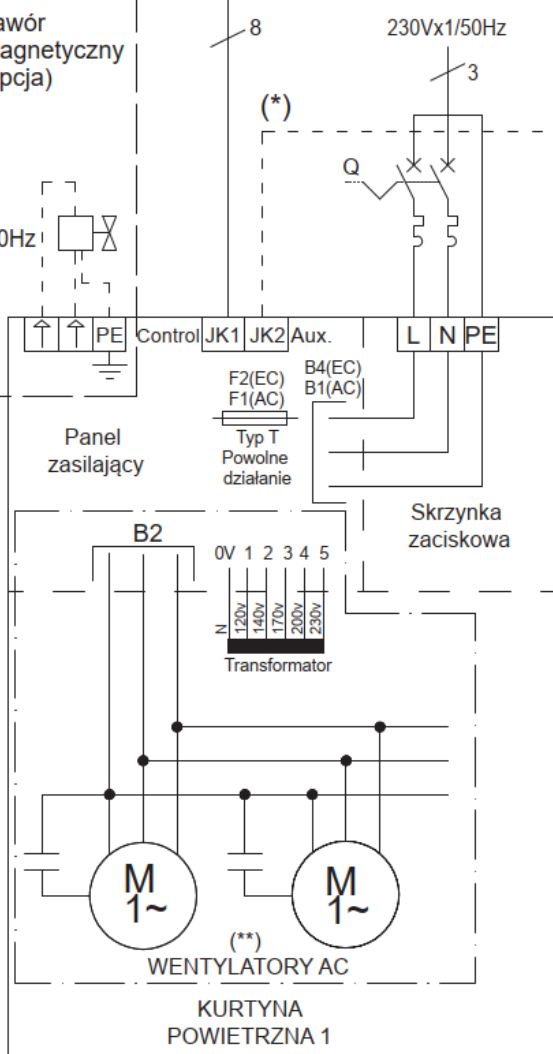 awór
agnetyczny
pcja)
8
230Vx1/50Hz
3
(*)
Q
0Hz
PE
Control
JK1
JK2
Aux.
L
N
PE
F2(EC)
F1(AC)
B4(EC)
B1(AC)
Typ T
Powolne
działanie
Panel
zasilający
Skrzynka
zaciskowa
B2
0V 1 2 3 4 5
N
120v
140v
170v
200v
230v
Transformator
M
1~
M
1~
(**)
WENTYLATORY AC
KURTYNA
POWIETRZNA 1